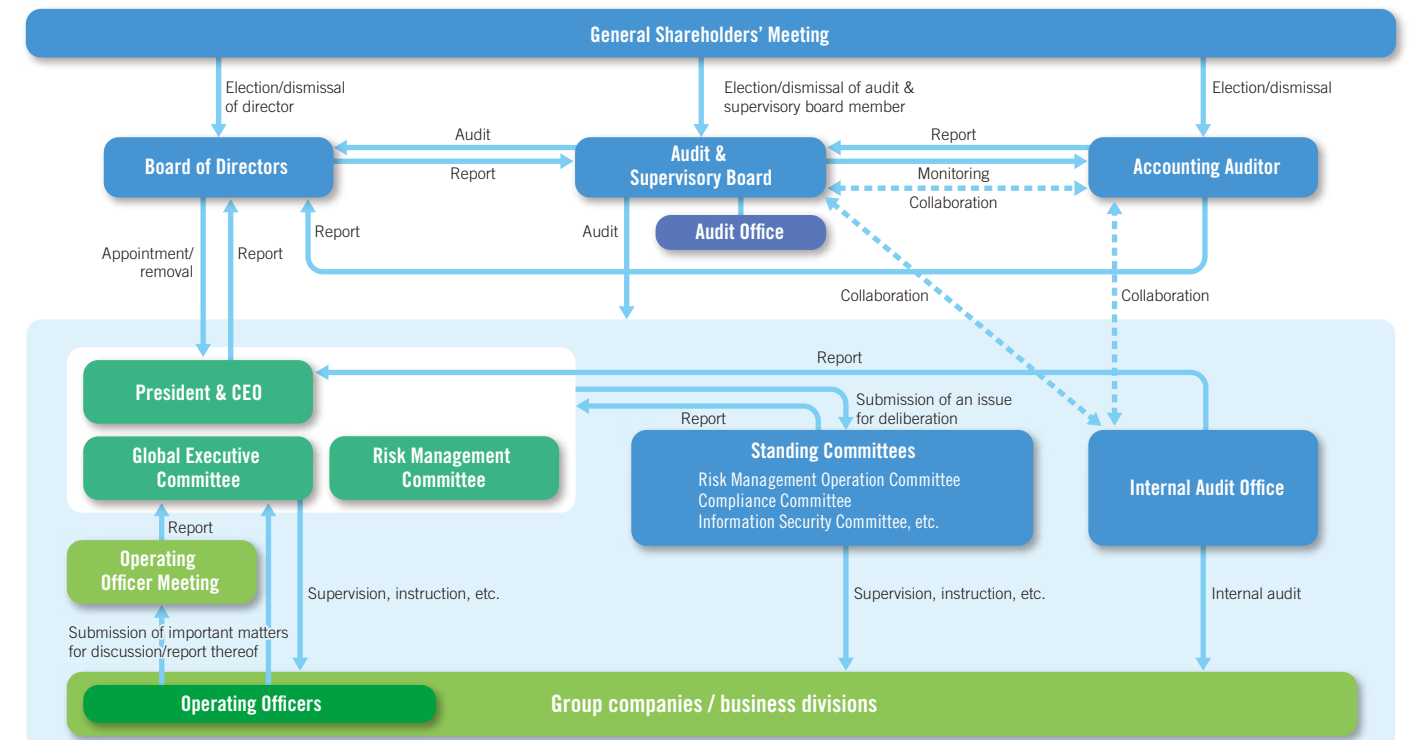 General Shareholders’ Meeting
Election/dismissal
of director
Election/dismissal of audit &
supervisory board member
Election/dismissal
Board of Directors
Audit
Report
Audit &
Supervisory Board
Report
Monitoring
Collaboration
Accounting Auditor
Audit Office
Appointment/
removal
Report
Report
Audit
Collaboration
Collaboration
President & CEO
Report
Submission of an issue
for deliberation
Report
Global Executive
Committee
Risk Management
Committee
Standing Committees
Risk Management Operation Committee
Compliance Committee
Information Security Committee, etc.
Internal Audit Office
Report
Operating
Officer Meeting
Supervision, instruction, etc.
Supervision, instruction, etc.
Internal audit
Submission of important matters
for discussion/report thereof
Operating Officers
Group companies / business divisions